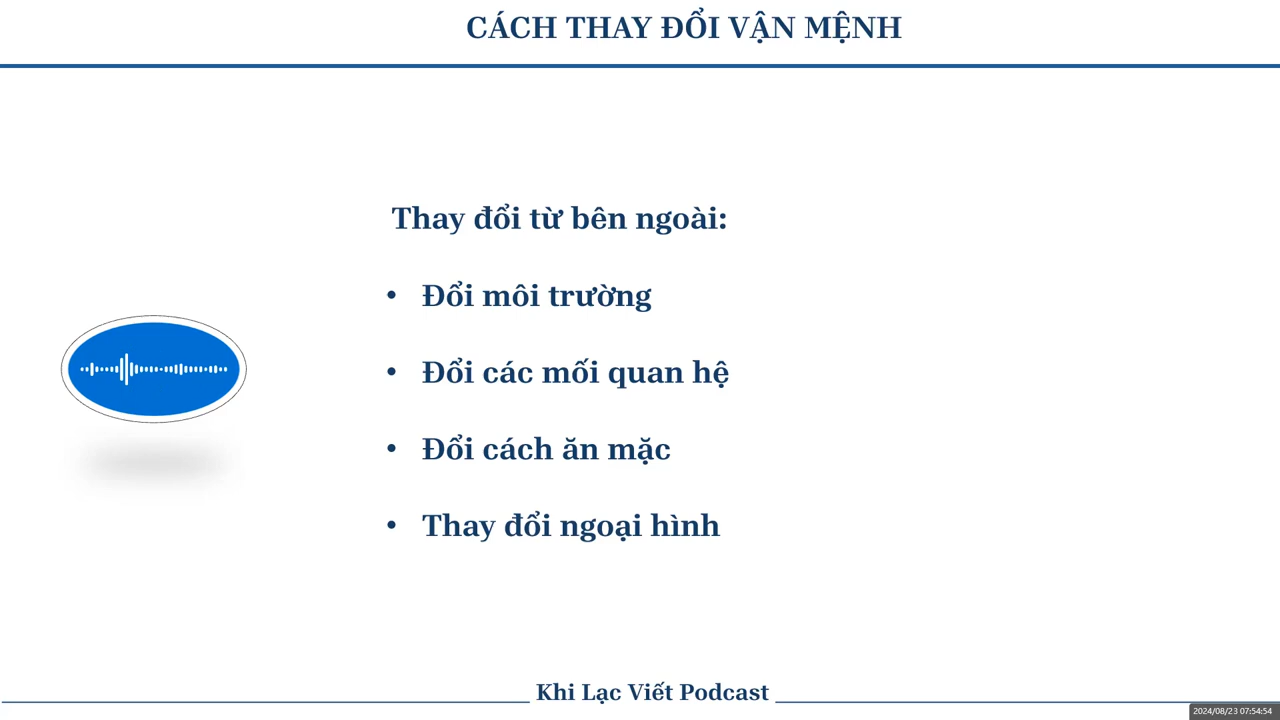 CÁCH THAY ĐỔI VẬN MỆNH
Thay đổi từ bên ngoài:
• Đổi môi trường
• Đổi các mối quan hệ
• Đổi cách ăn mặc
• Thay đổi ngoại hình
Khi Lạc Viết Podcast
2024/08/23 07:54:54